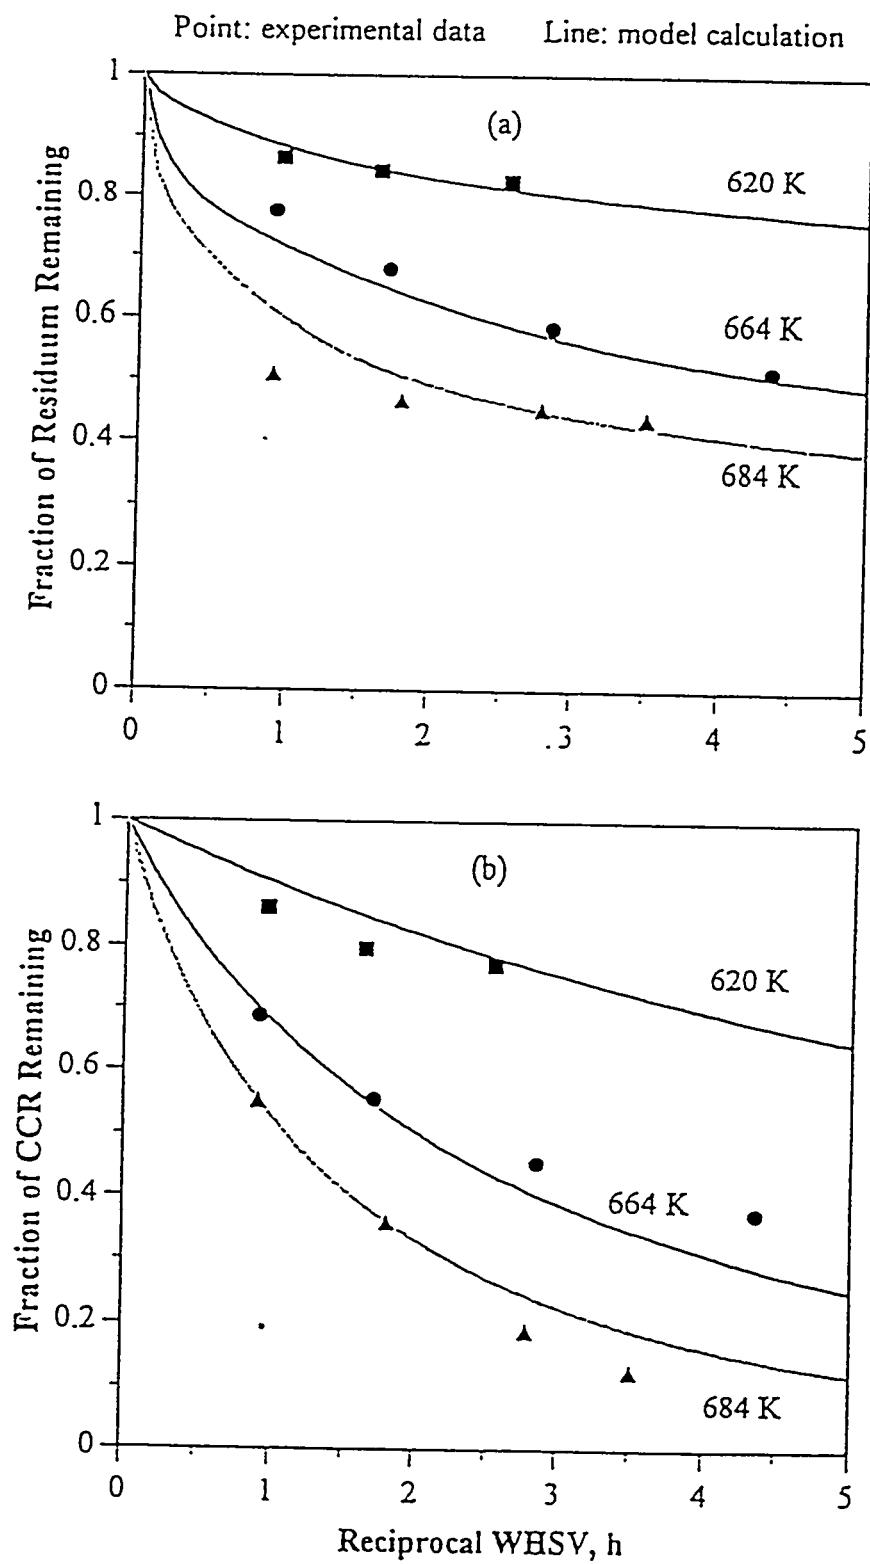 Point: experimental data Line: model calculation
(a)
Fraction of Residuum Remaining
1
0.8
0.6
0.4
0.2
0
620 K
664 K
684 K
0 1 2 .3 4 5
(b)
Fraction of CCR Remaining
1
0.8
0.6
0.4
0.2
0
620 K
664 K
684 K
0 1 2 3 4 5
Reciprocal WHSV, h